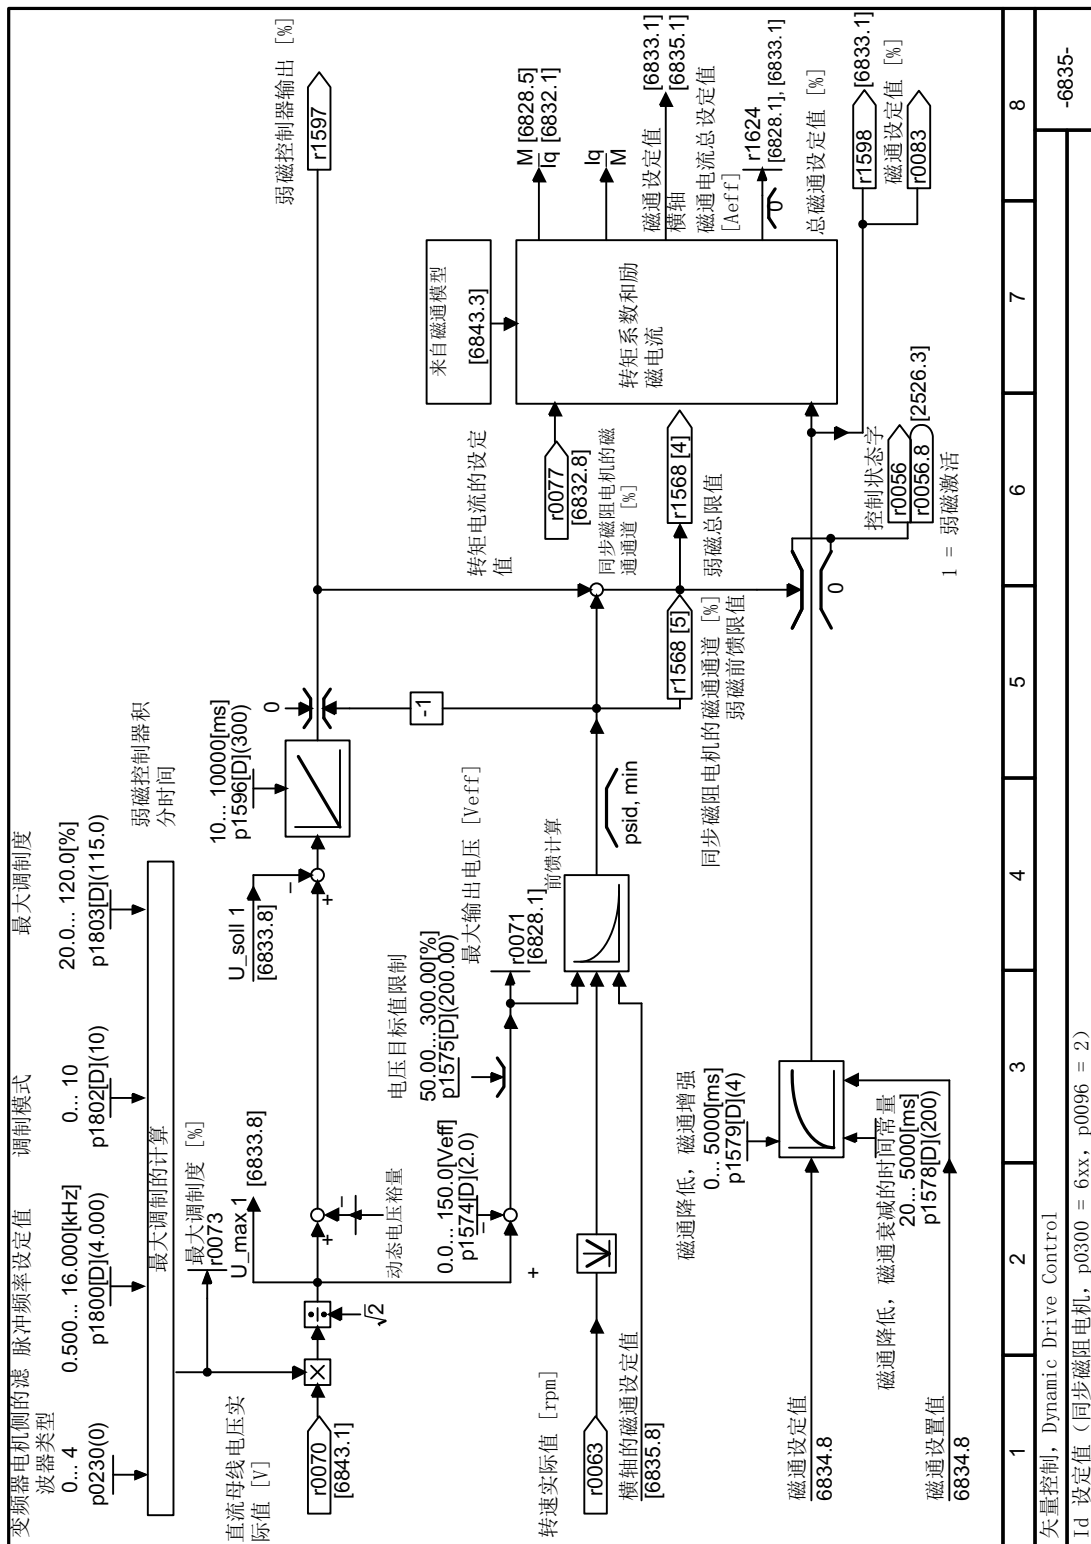 变频器电机侧的滤
波器类型
0... 4
p0230(0)
脉冲频率设定值
0.500... 16.000[kHz]
p1800[D](4.000)
调制模式
0... 10
p1802[D](10)
最大调制度
20.0... 120.0[%]
p1803[D](115.0)
最大调制的计算
最大调制度 [%]
r0073
U_max 1
[6833.8]
直流母线电压实
际值 [V]
r0070
[6843.1]
×
÷
√2
+
−
动态电压裕量
U_soll 1
[6833.8]
−
+
弱磁控制器积
分时间
10... 10000[ms]
p1596[D](300)
0
弱磁控制器输出 [%]
r1597
-1
0.0... 150.0[Veff]
p1574[D](2.0)
−
+
电压目标值限制
50.00... 300.00[%]
p1575[D](200.00)
最大输出电压 [Veff]
r0071
[6828.1]
前馈计算
psid, min
转速实际值 [rpm]
r0063
横轴的磁通设定值
[6835.8]
r1568 [5]
同步磁阻电机的磁通通道 [%]
弱磁前馈限值
同步磁阻电机的磁
通通道 [%]
r1568 [4]
弱磁总限值
转矩电流的设定
值
r0077
[6832.8]
来自磁通模型
[6843.3]
转矩系数和励
磁电流
M
Iq
[6828.5]
[6832.1]
Iq
M
磁通设定值
横轴
[6833.1]
[6835.1]
磁通电流总设定值
[Aeff]
0
r1624
[6828.1], [6833.1]
总磁通设定值 [%]
r1598
[6833.1]
磁通设定值 [%]
r0083
控制状态字
r0056
r0056.8
[2526.3]
1 = 弱磁激活
0
磁通降低, 磁通增强
0... 5000[ms]
p1579[D](4)
磁通降低, 磁通衰减的时间常量
20... 5000[ms]
p1578[D](200)
磁通设定值
6834.8
磁通设置值
6834.8
1
2
3
4
5
6
7
8
矢量控制, Dynamic Drive Control
Id 设定值 (同步磁阻电机, p0300 = 6xx, p0096 = 2)
-6835-